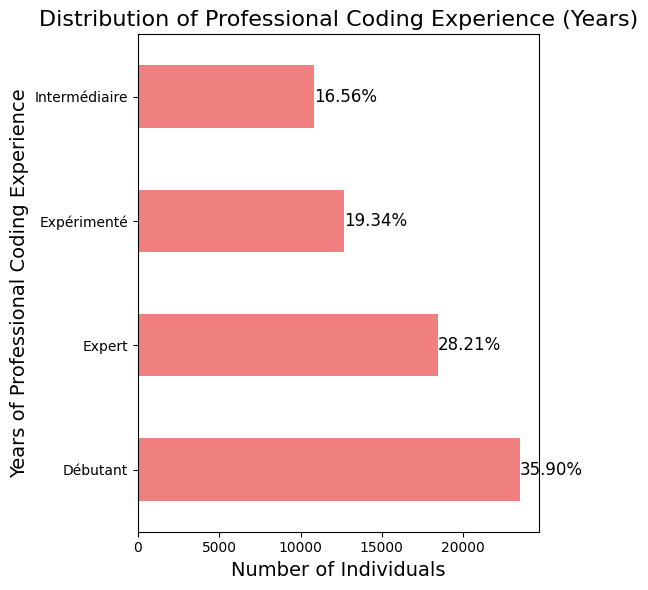 Distribution of Professional Coding Experience (Years)
Years of Professional Coding Experience
Intermédiaire
16.56%
Expérimenté
19.34%
Expert
28.21%
Débutant
35.90%
0 5000 10000 15000 20000
Number of Individuals